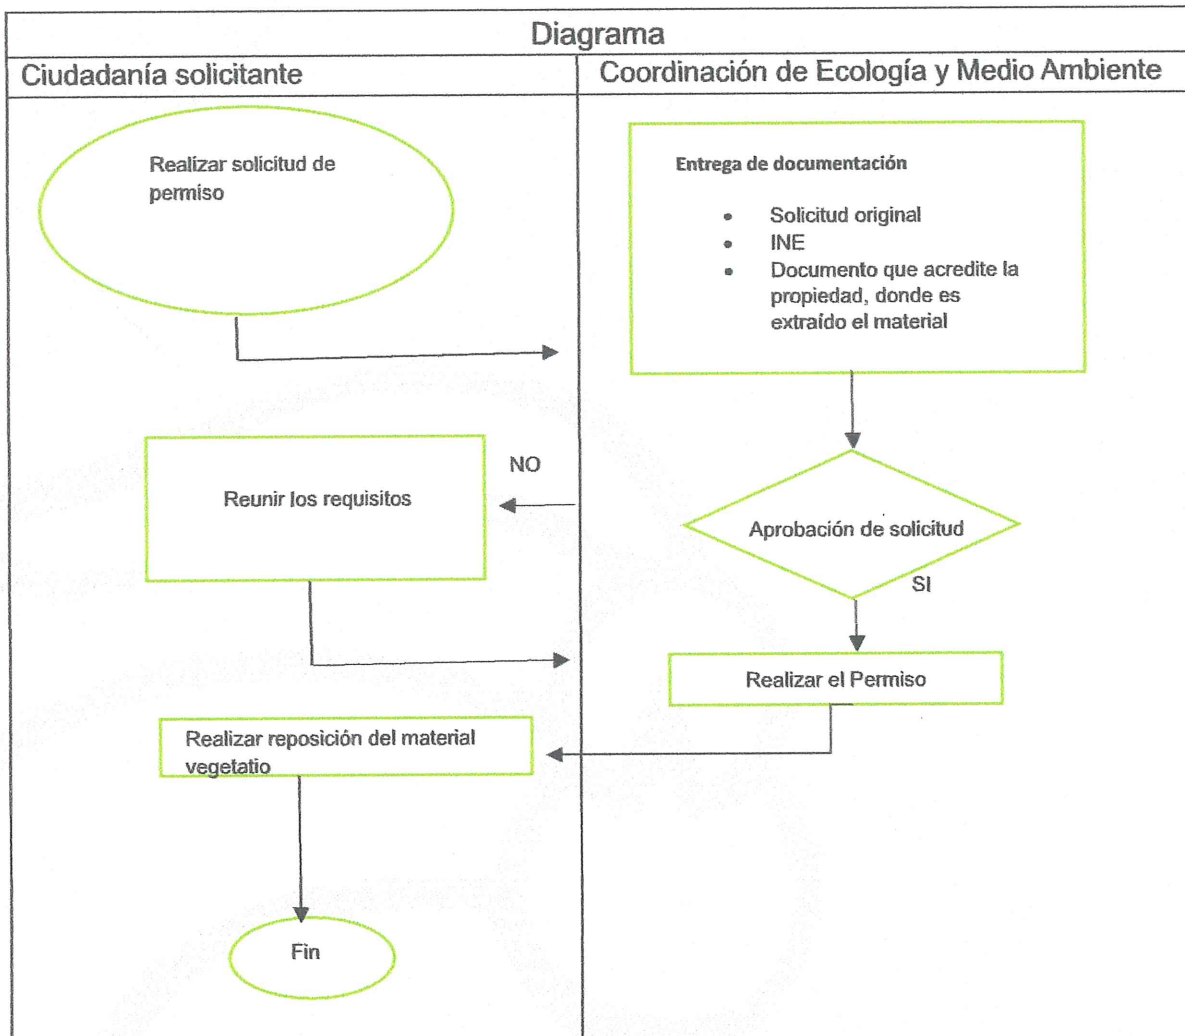 Diagrama
Ciudadanía solicitante
Coordinación de Ecología y Medio Ambiente
Realizar solicitud de
permiso
Entrega de documentación
• Solicitud original
• INE
• Documento que acredite la
propiedad, donde es
extraído el material
NO
Reunir los requisitos
Aprobación de solicitud
SI
Realizar el Permiso
Realizar reposición del material
vegetatio
Fin